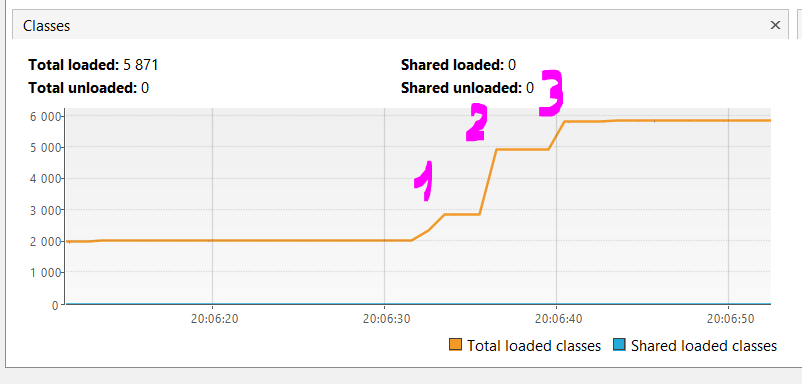 Classes
Total loaded: 5 871 Shared loaded: 0
Total unloaded: 0 Shared unloaded: 0
1
2
3
6 000
5 000
4 000
3 000
2 000
1 000
0
20:06:20 20:06:30 20:06:40 20:06:50
Total loaded classes Shared loaded classes